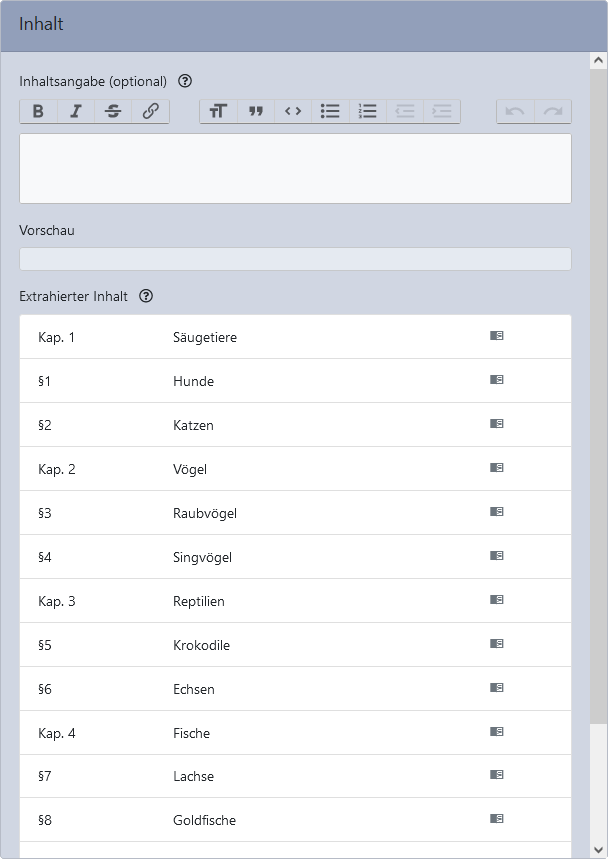 Inhalt
Inhaltsangabe (optional)
Vorschau
Extrahierter Inhalt
Kap. 1 Säugetiere
§1 Hunde
§2 Katzen
Kap. 2 Vögel
§3 Raubvögel
§4 Singvögel
Kap. 3 Reptilien
§5 Krokodile
§6 Echsen
Kap. 4 Fische
§7 Lachse
§8 Goldfische